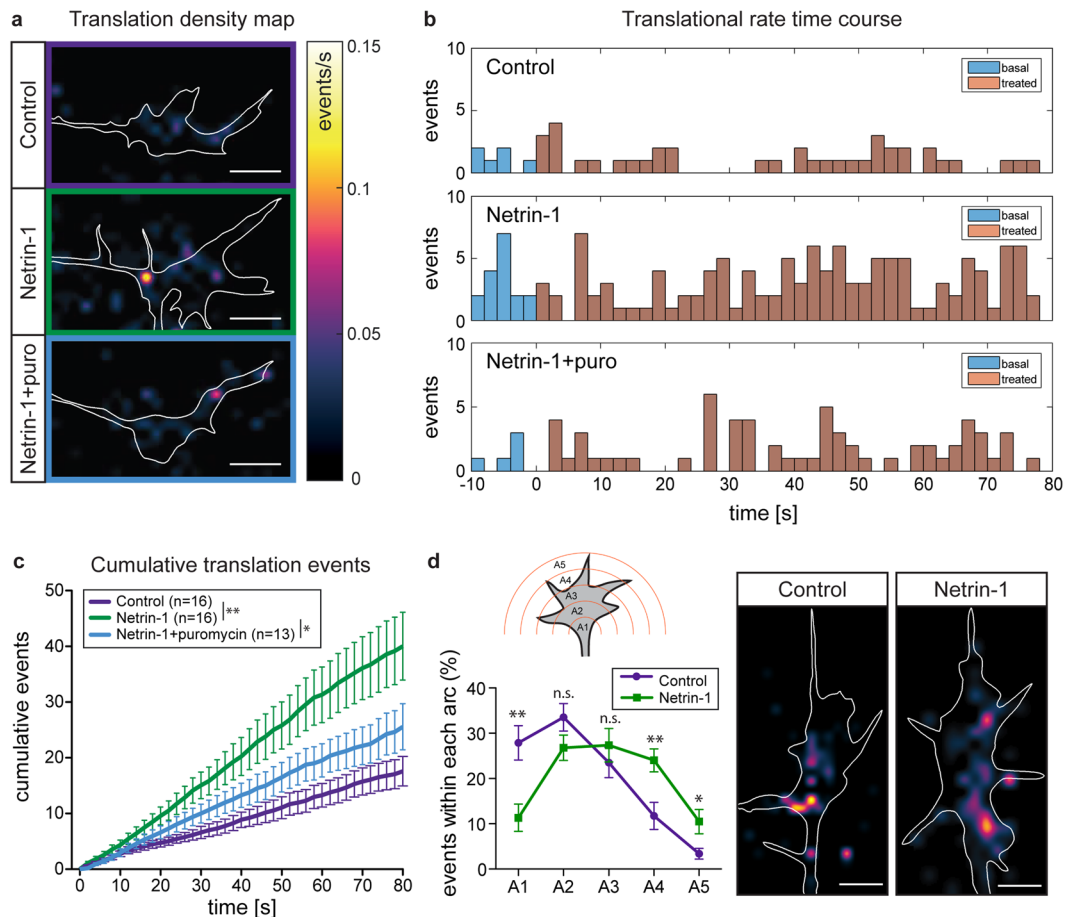 a Translation density map
Control
Netrin-1
Netrin-1+puro
0.15
0.1
0.05
0
events/s
b Translational rate time course
10
5
0
events
Control
basal
treated
10
5
0
events
Netrin-1
basal
treated
10
5
0
events
Netrin-1+puro
basal
treated
-10 0 10 20 30 40 50 60 70 80
time [s]
c Cumulative translation events
50
40
30
20
10
0
cumulative events
Control (n=16)
Netrin-1 (n=16)
Netrin-1+puromycin (n=13)
**
*
0 10 20 30 40 50 60 70 80
time [s]
d
A5
A4
A3
A2
A1
Control
Netrin-1
40
30
20
10
0
events within each arc (%)
** n.s. n.s. ** *
A1 A2 A3 A4 A5
Control
Netrin-1